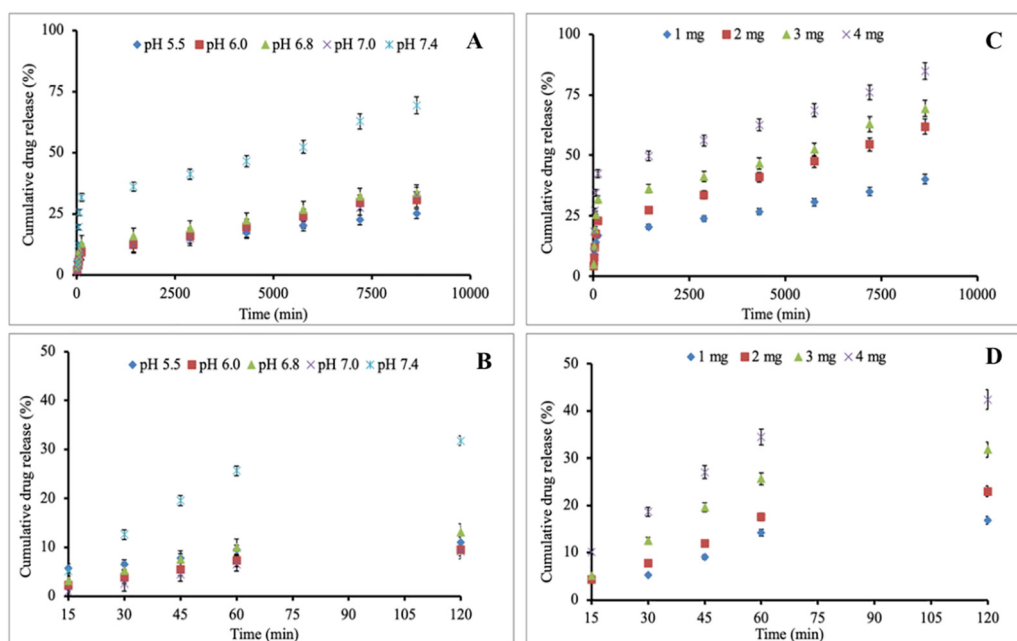 A
pH 5.5 pH 6.0 pH 6.8 pH 7.0 pH 7.4
Cumulative drug release (%)
100
75
50
25
0
0 2500 5000 7500 10000
Time (min)
C
1 mg 2 mg 3 mg 4 mg
Cumulative drug release (%)
100
75
50
25
0
0 2500 5000 7500 10000
Time (min)
B
pH 5.5 pH 6.0 pH 6.8 pH 7.0 pH 7.4
Cumulative drug release (%)
50
40
30
20
10
0
15 30 45 60 75 90 105 120
Time (min)
D
1 mg 2 mg 3 mg 4 mg
Cumulative drug release (%)
50
40
30
20
10
0
15 30 45 60 75 90 105 120
Time (min)